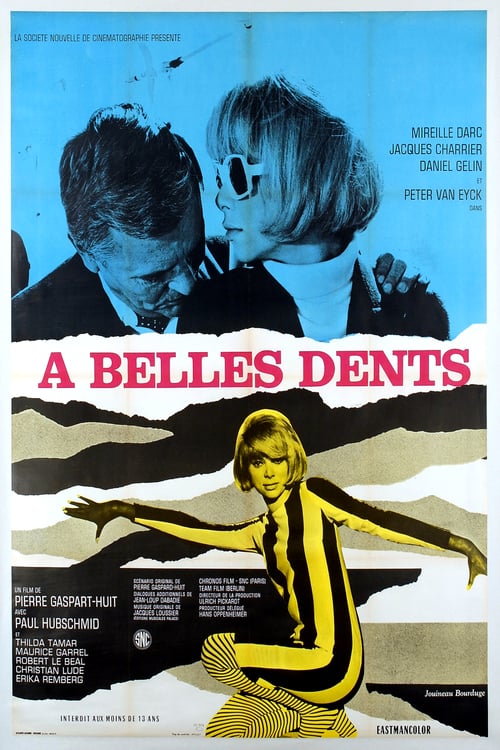 LA SOCIETE NOUVELLE DE CINEMATOGRAPHIE PRESENTE
MIREILLE DARC
JACQUES CHARRIER
DANIEL GELIN
ET
PETER VAN EYCK
DANS
A BELLES DENTS
UN FILM DE
PIERRE GASPART-HUIT
AVEC
PAUL HUBSCHMID
ET
THILDA TAMAR
MAURICE GARREL
ROBERT LE BEAL
CHRISTIAN LUDE
ERIKA REMBERG
SCÉNARIO ORIGINAL DE
PIERRE GASPARD-HUIT
DIALOGUES ADDITIONNELS DE
JEAN-LOUP DABADIE
MUSIQUE ORIGINALE DE
JACQUES LOUSSIER
ÉDITIONS MUSICALES PALACE
SNC
CHRONOS FILM - SNC (PARIS)
TEAM FILM (BERLIN)
DIRECTEUR DE LA PRODUCTION
ULRICH PICKAROT
PRODUCTEUR DÉLÉGUÉ
HANS OPPENHEIMER
Jouineau Bourduge
INTERDIT AUX MOINS DE 13 ANS
EASTMANCOLOR